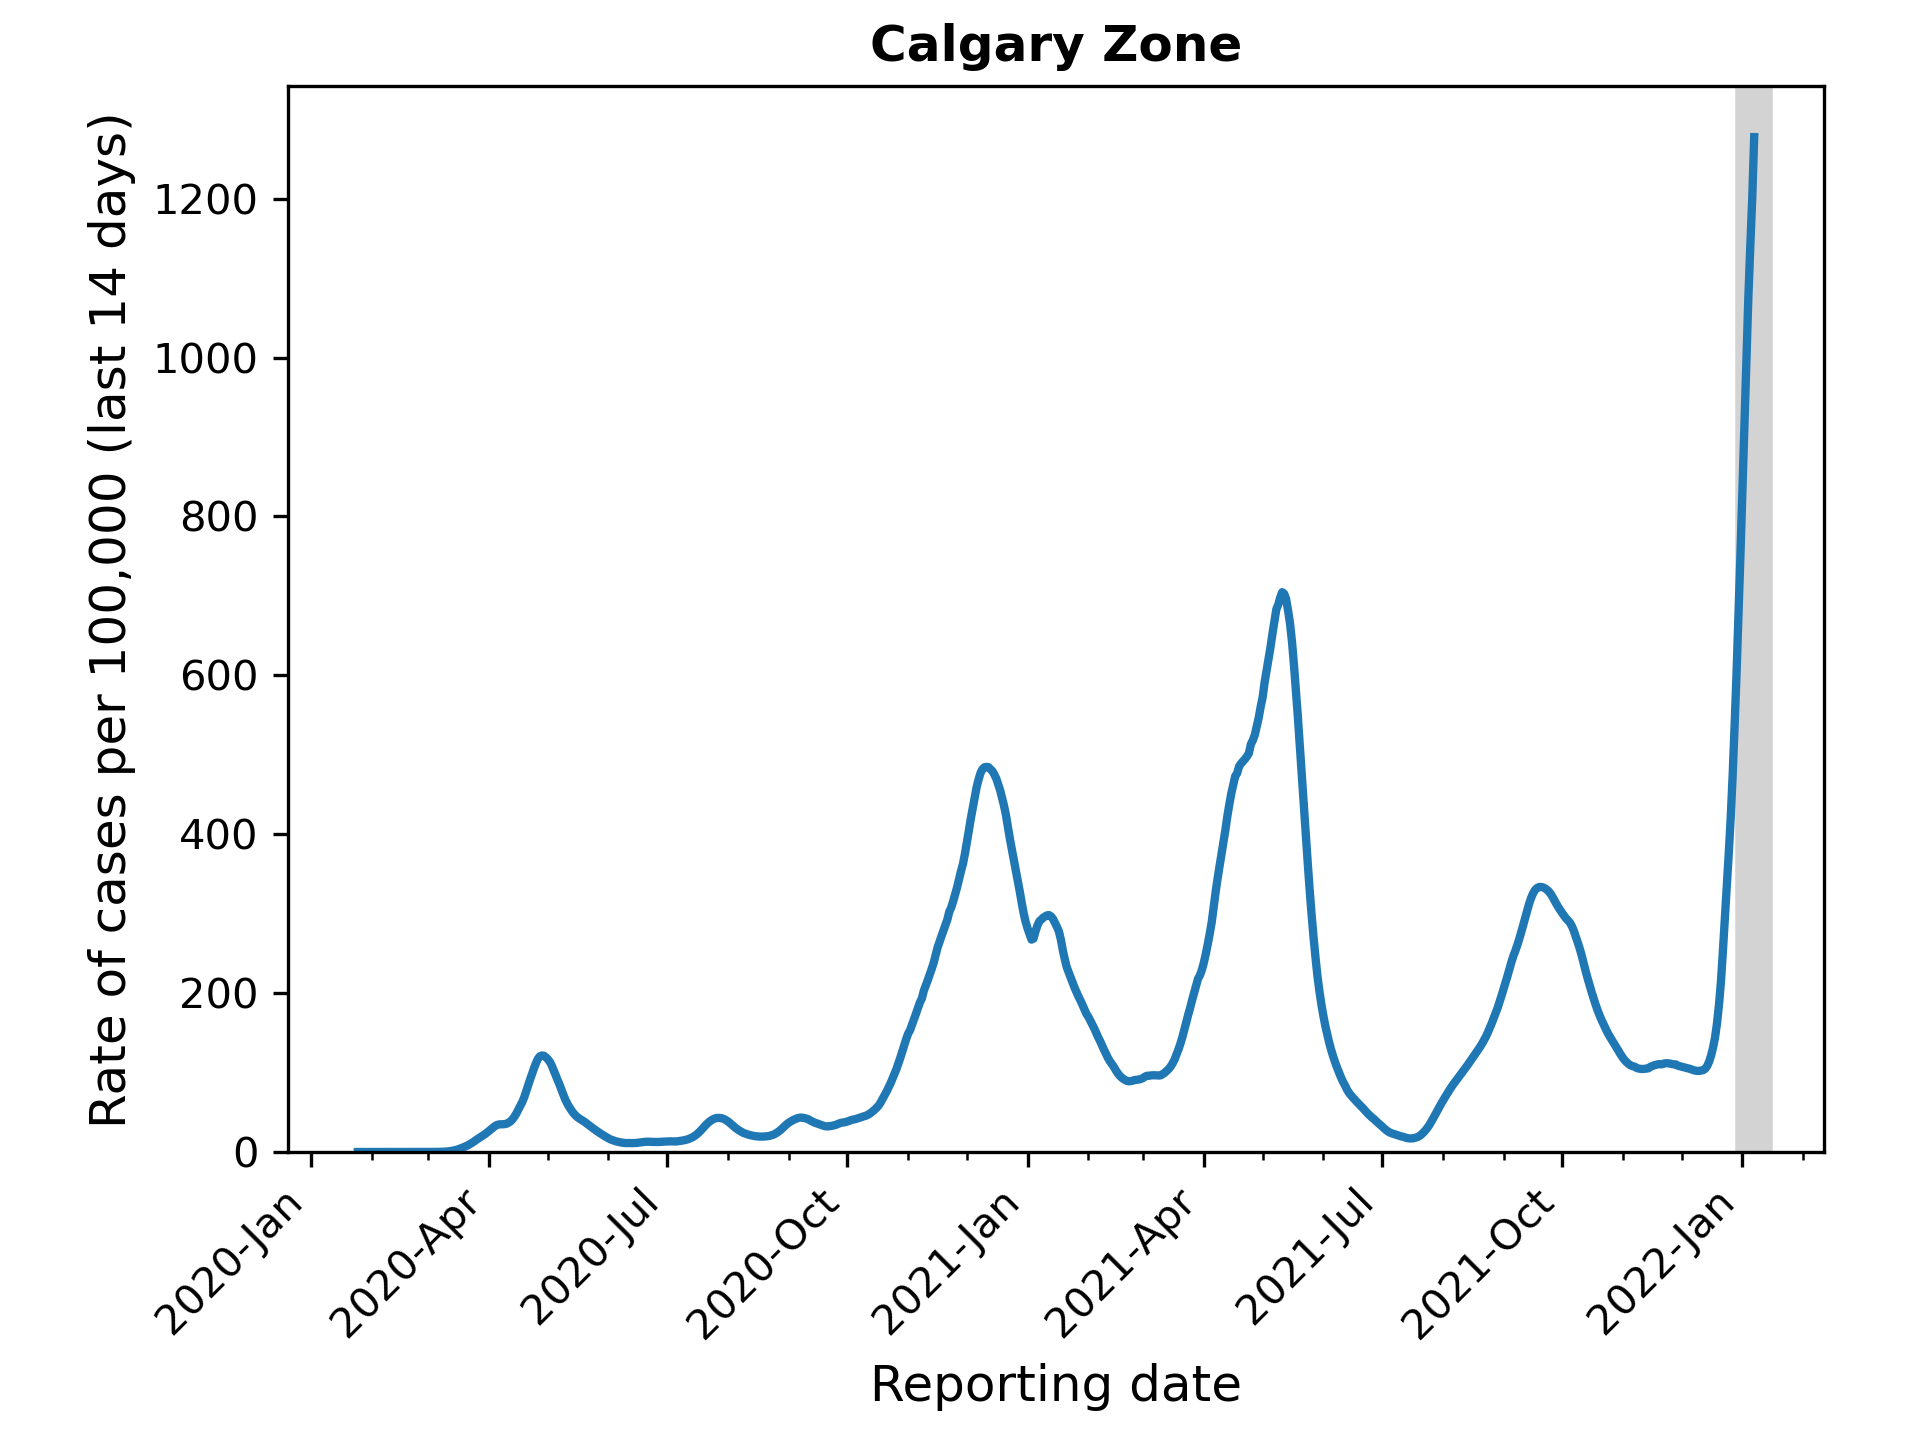 Calgary Zone
Rate of cases per 100,000 (last 14 days)
1200
1000
800
600
400
200
0
2020-Jan
2020-Apr
2020-Jul
2020-Oct
2021-Jan
2021-Apr
2021-Jul
2021-Oct
2022-Jan
Reporting date